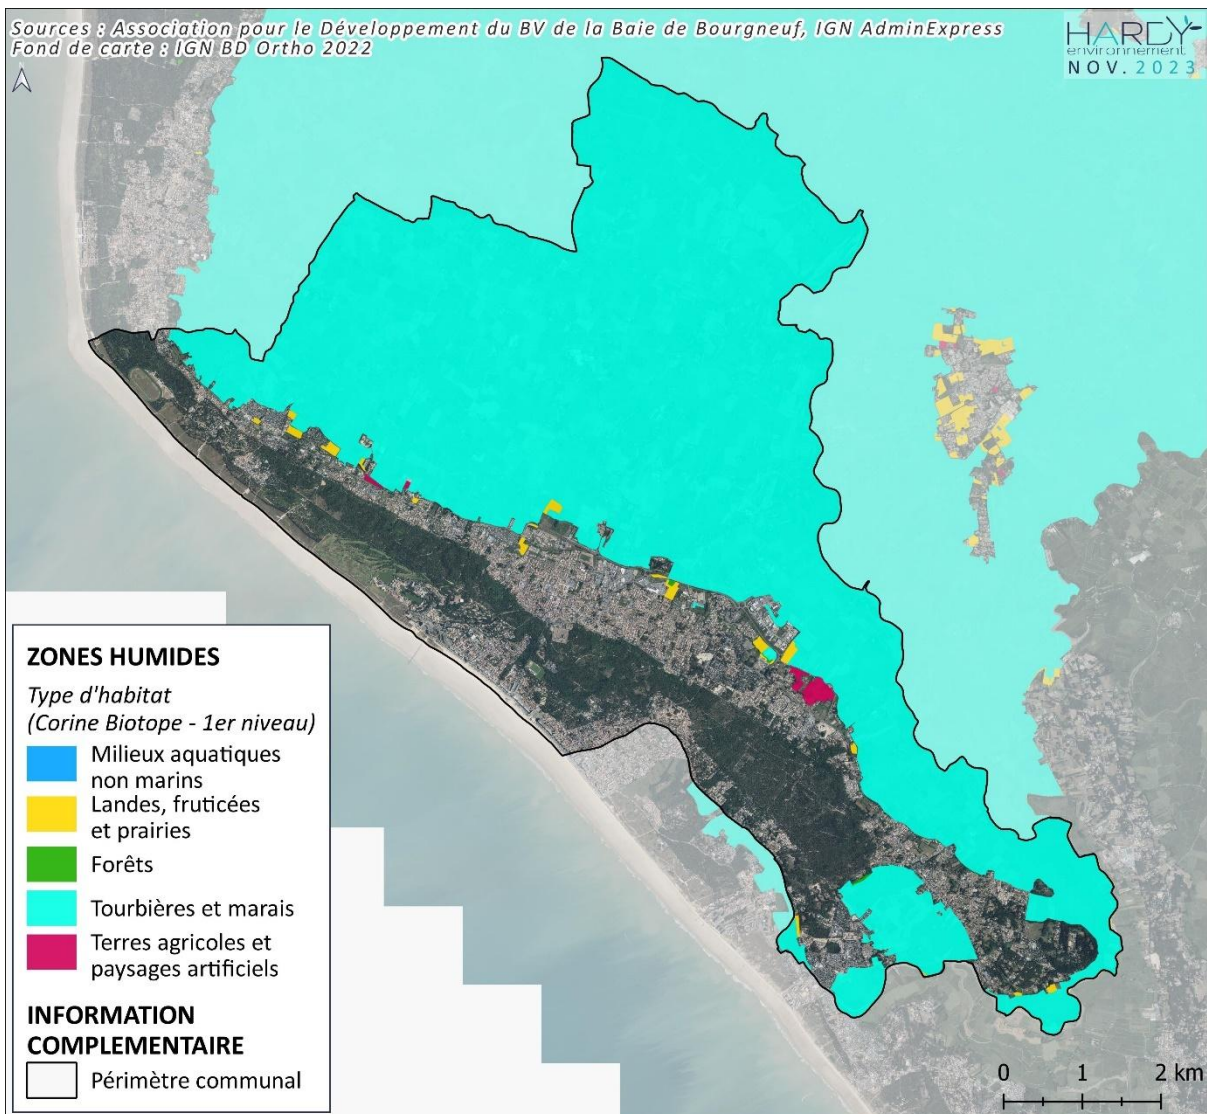 Sources : Association pour le Développement du BV de la Baie de Bourgneuf, IGN AdminExpress
Fond de carte : IGN BD Ortho 2022
HARDY
environnement
NOV. 2023
ZONES HUMIDES
Type d'habitat
(Corine Biotope - 1er niveau)
Milieux aquatiques
non marins
Landes, fruticées
et prairies
Forêts
Tourbières et marais
Terres agricoles et
paysages artificiels
INFORMATION
COMPLEMENTAIRE
Périmètre communal
0 1 2 km